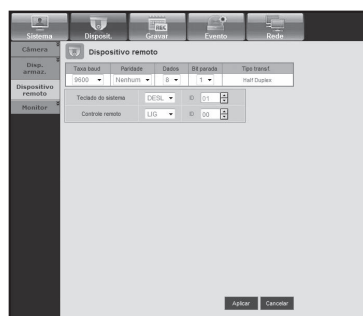 Sistema Disposit. Gravar Evento Rede
REC
Câmera
Disp. armaz.
Dispositivo remoto
Monitor
Dispositivo remoto
Taxa baud Paridade Dados Bit parada Tipo transf.
9600 Nenhum 8 1 Half Duplex
Teclado do sistema DESL ID 01
Controle remoto LIG ID 00
Aplicar Cancelar